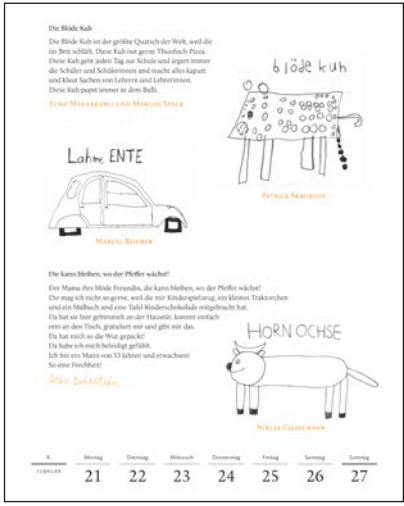 Die Blöde Kuh
Die Blöde Kuh ist der größte Quatsch der Welt, weil die
im Bett schläft. Diese Kuh isst gerne Thunfisch-Pizza.
Diese Kuh geht jeden Tag zur Schule und ärgert immer
die Schüler und Schülerinnen und macht alles kaputt
und klaut Sachen von Lehrern und Lehrerinnen.
Diese Kuh pupst immer in dem Bulli.
und Marion Speck
blöde kuh
Patrick
Lahme ENTE
Marcel
Die kann bleiben, wo der Pfeffer wächst!
Der Mama ihre blöde Freundin, die kann bleiben, wo der Pfeffer wächst!
Die mag ich nicht so gerne, weil die mir Kinderspielzeug, ein kleines Traktorchen
und ein Malbuch und eine Tafel Kinderschokolade mitgebracht hat.
Da hat sie hier gebimmelt an der Haustür, kommt einfach
rein an den Tisch, gratuliert mir und gibt mir das.
Da hat mich so die Wut gepackt!
Da habe ich mich beleidigt gefühlt.
Ich bin ein Mann von 53 Jahren und erwachsen!
So eine Frechheit!
HORN OCHSE
Niklas Gieselmann
8. Montag Dienstag Mittwoch Donnerstag Freitag Samstag Sonntag
FEBRUAR 21 22 23 24 25 26 27